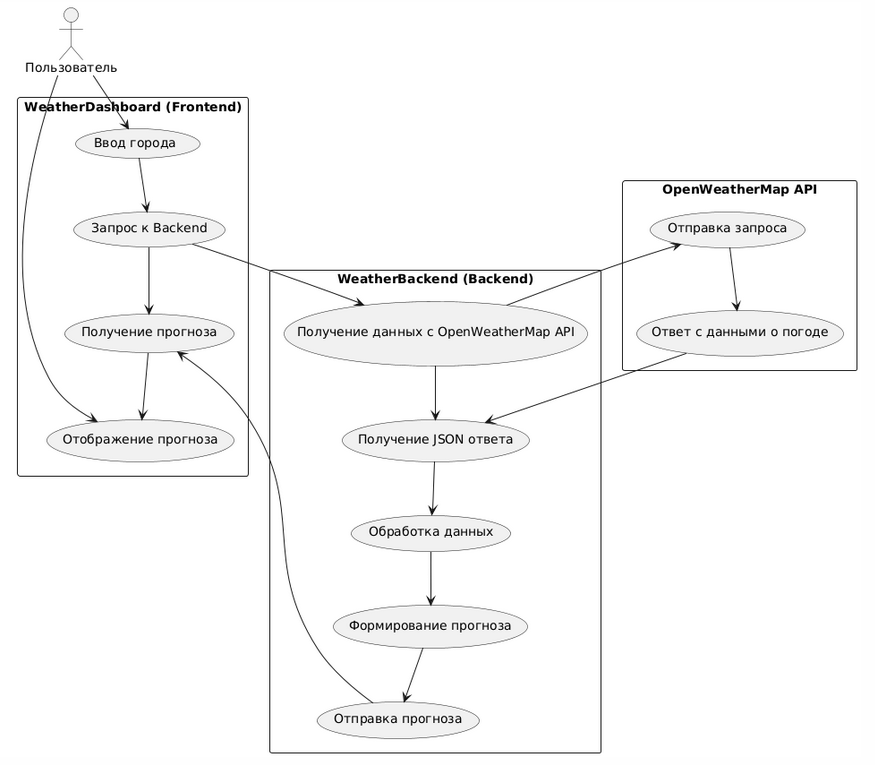 Пользователь
WeatherDashboard (Frontend)
Ввод города
Запрос к Backend
Получение прогноза
Отображение прогноза
WeatherBackend (Backend)
Получение данных с OpenWeatherMap API
Получение JSON ответа
Обработка данных
Формирование прогноза
Отправка прогноза
OpenWeatherMap API
Отправка запроса
Ответ с данными о погоде